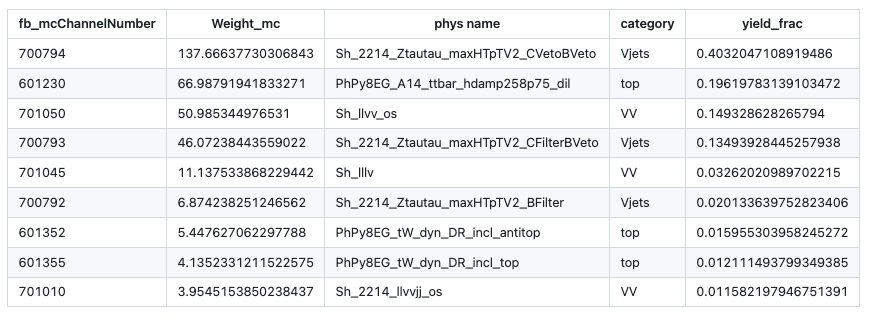 fb_mcChannelNumber Weight_mc phys name category yield_frac
700794 137.66637730306843 Sh_2214_Ztautau_maxHTpTV2_CVetoBVeto Vjets 0.4032047108919486
601230 66.98791941833271 PhPy8EG_A14_ttbar_hdamp258p75_dil top 0.19619783139103472
701050 50.985344976531 Sh_llvv_os VV 0.149328628265794
700793 46.07238443559022 Sh_2214_Ztautau_maxHTpTV2_CFilterBVeto Vjets 0.13493928445257938
701045 11.137533868229442 Sh_lllv VV 0.03262020989702215
700792 6.874238251246562 Sh_2214_Ztautau_maxHTpTV2_BFilter Vjets 0.020133639752823406
601352 5.447627062297788 PhPy8EG_tW_dyn_DR_incl_antitop top 0.015955303958245272
601355 4.1352331211522575 PhPy8EG_tW_dyn_DR_incl_top top 0.012111493799349385
701010 3.9545153850238437 Sh_2214_llvvjj_os VV 0.011582197946751391